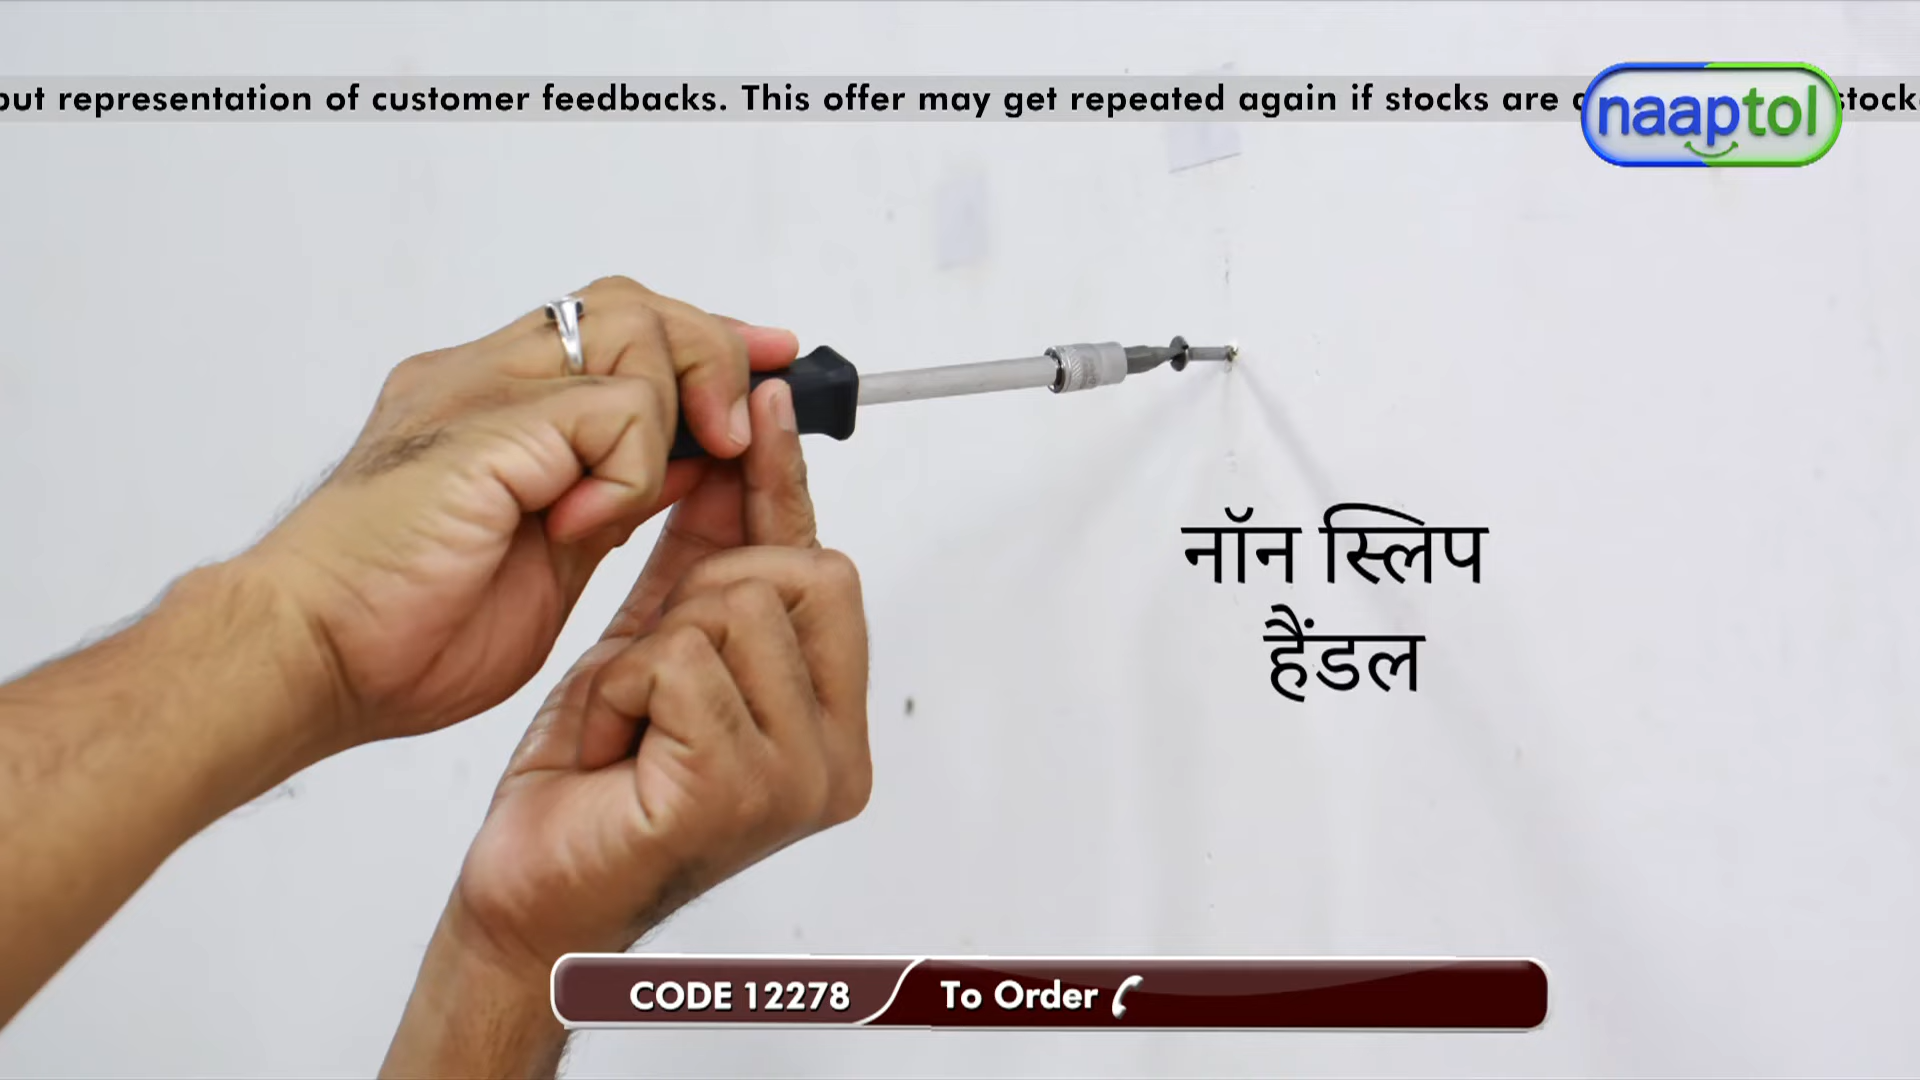 out representation of customer feedbacks. This offer may get repeated again if stocks are
naaptol
stock
नॉन स्लिप
हैंडल
CODE 12278 To Order